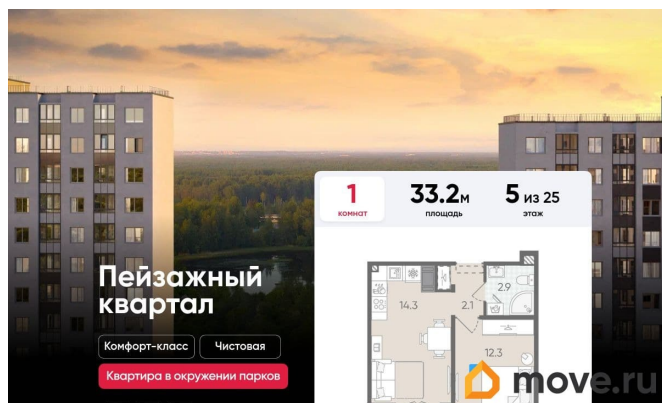 1
комнат
33.2м
площадь
5 из 25
этаж
Пейзажный
квартал
Комфорт-класс
Чистовая
Квартира в окружении парков
14.3
2.1
2.9
12.3
move.ru